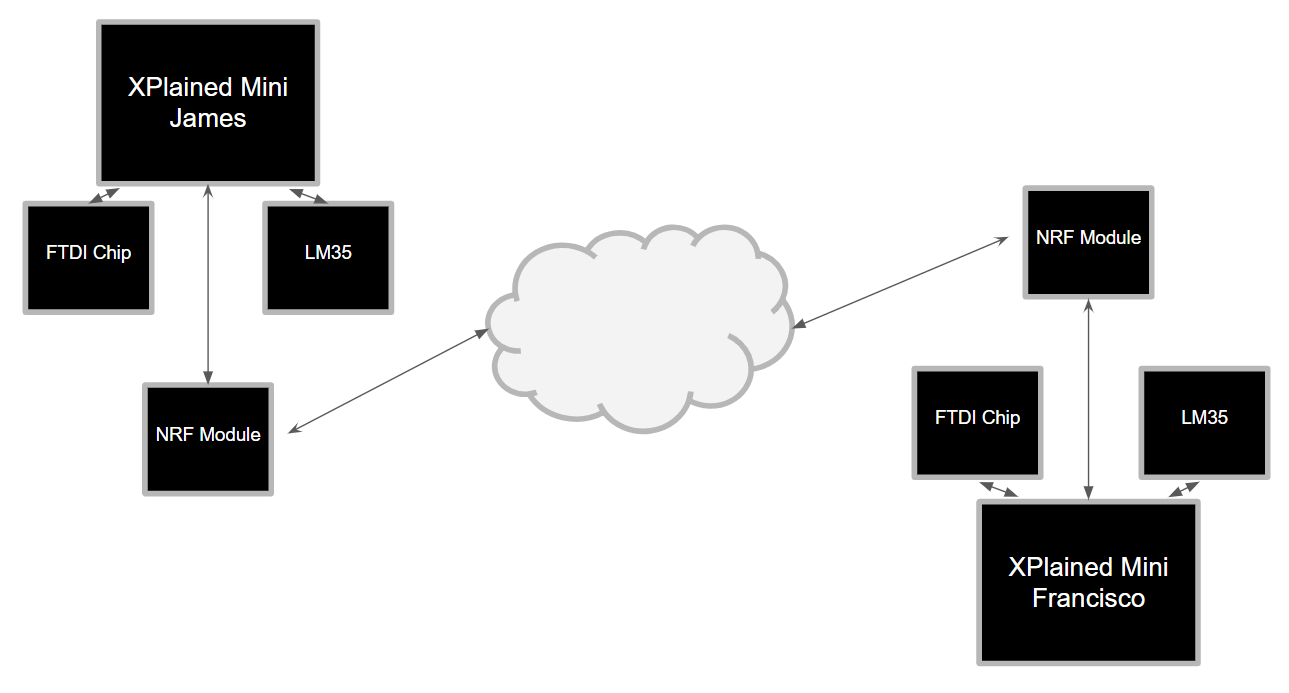 XPlained Mini
James
FTDI Chip
LM35
NRF Module
NRF Module
FTDI Chip
LM35
XPlained Mini
Francisco